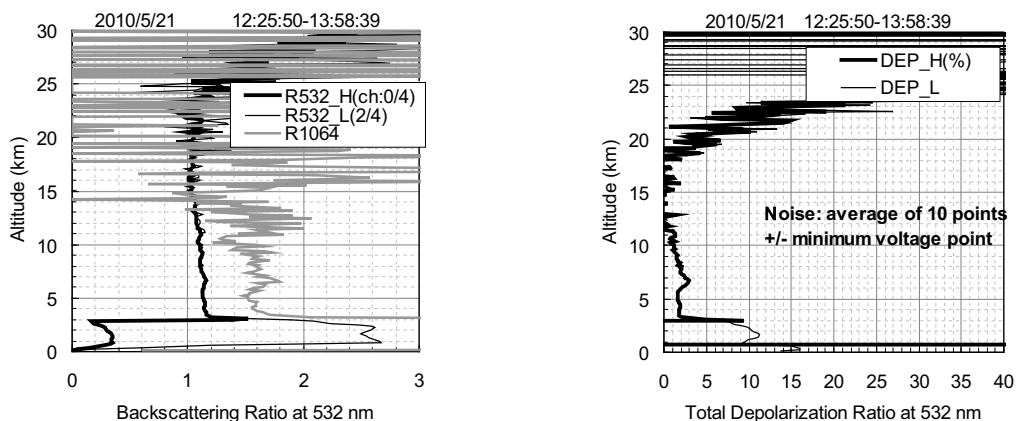 2010/5/21 12:25:50-13:58:39
30
25
20
15
10
5
0
Altitude (km)
R532_H(ch:0/4)
R532_L(2/4)
R1064
0 1 2 3
Backscattering Ratio at 532 nm
2010/5/21 12:25:50-13:58:39
30
25
20
15
10
5
0
Altitude (km)
DEP_H(%)
DEP_L
Noise: average of 10 points
+/- minimum voltage point
0 5 10 15 20 25 30 35 40
Total Depolarization Ratio at 532 nm